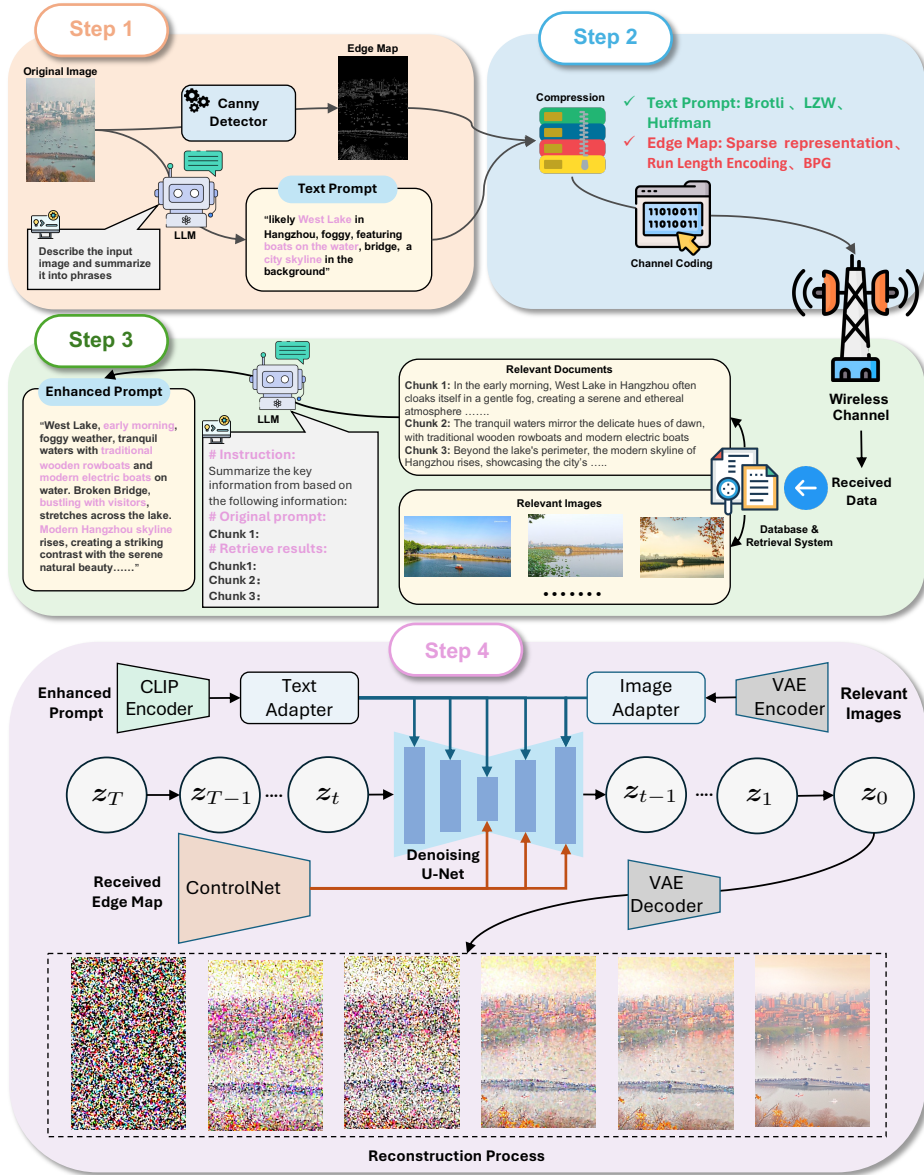 Step 1
Original Image
Canny
Detector
Edge Map
LLM
Describe the input
image and summarize
it into phrases
Text Prompt
“likely West Lake in
Hangzhou, foggy, featuring
boats on the water, bridge, a
city skyline in the
background”
Step 2
Compression
✓ Text Prompt: Brotli 、LZW、
Huffman
✓ Edge Map: Sparse representation、
Run Length Encoding、BPG
11010011
11010011
Channel Coding
Wireless
Channel
Received
Data
Step 3
Enhanced Prompt
“West Lake, early morning,
foggy weather, tranquil
waters with traditional
wooden rowboats and
modern electric boats on
water. Broken Bridge,
bustling with visitors,
stretches across the lake.
Modern Hangzhou skyline
rises, creating a striking
contrast with the serene
natural beauty……”
LLM
# Instruction:
Summarize the key
information from based on
the following information:
# Original prompt:
Chunk 1:
# Retrieve results:
Chunk1:
Chunk 2:
Chunk 3:
Relevant Documents
Chunk 1: In the early morning, West Lake in Hangzhou often
cloaks itself in a gentle fog, creating a serene and ethereal
atmosphere …….
Chunk 2: The tranquil waters mirror the delicate hues of dawn,
with traditional wooden rowboats and modern electric boats
Chunk 3: Beyond the lake's perimeter, the modern skyline of
Hangzhou rises, showcasing the city’s …..
Relevant Images
•••••••
Database &
Retrieval System
Step 4
Enhanced
Prompt
CLIP
Encoder
Text
Adapter
Image
Adapter
VAE
Encoder
Relevant
Images
z_T
z_{T−1}
....
z_t
z_{t−1}
....
z_1
z_0
Denoising
U-Net
Received
Edge Map
ControlNet
VAE
Decoder
Reconstruction Process